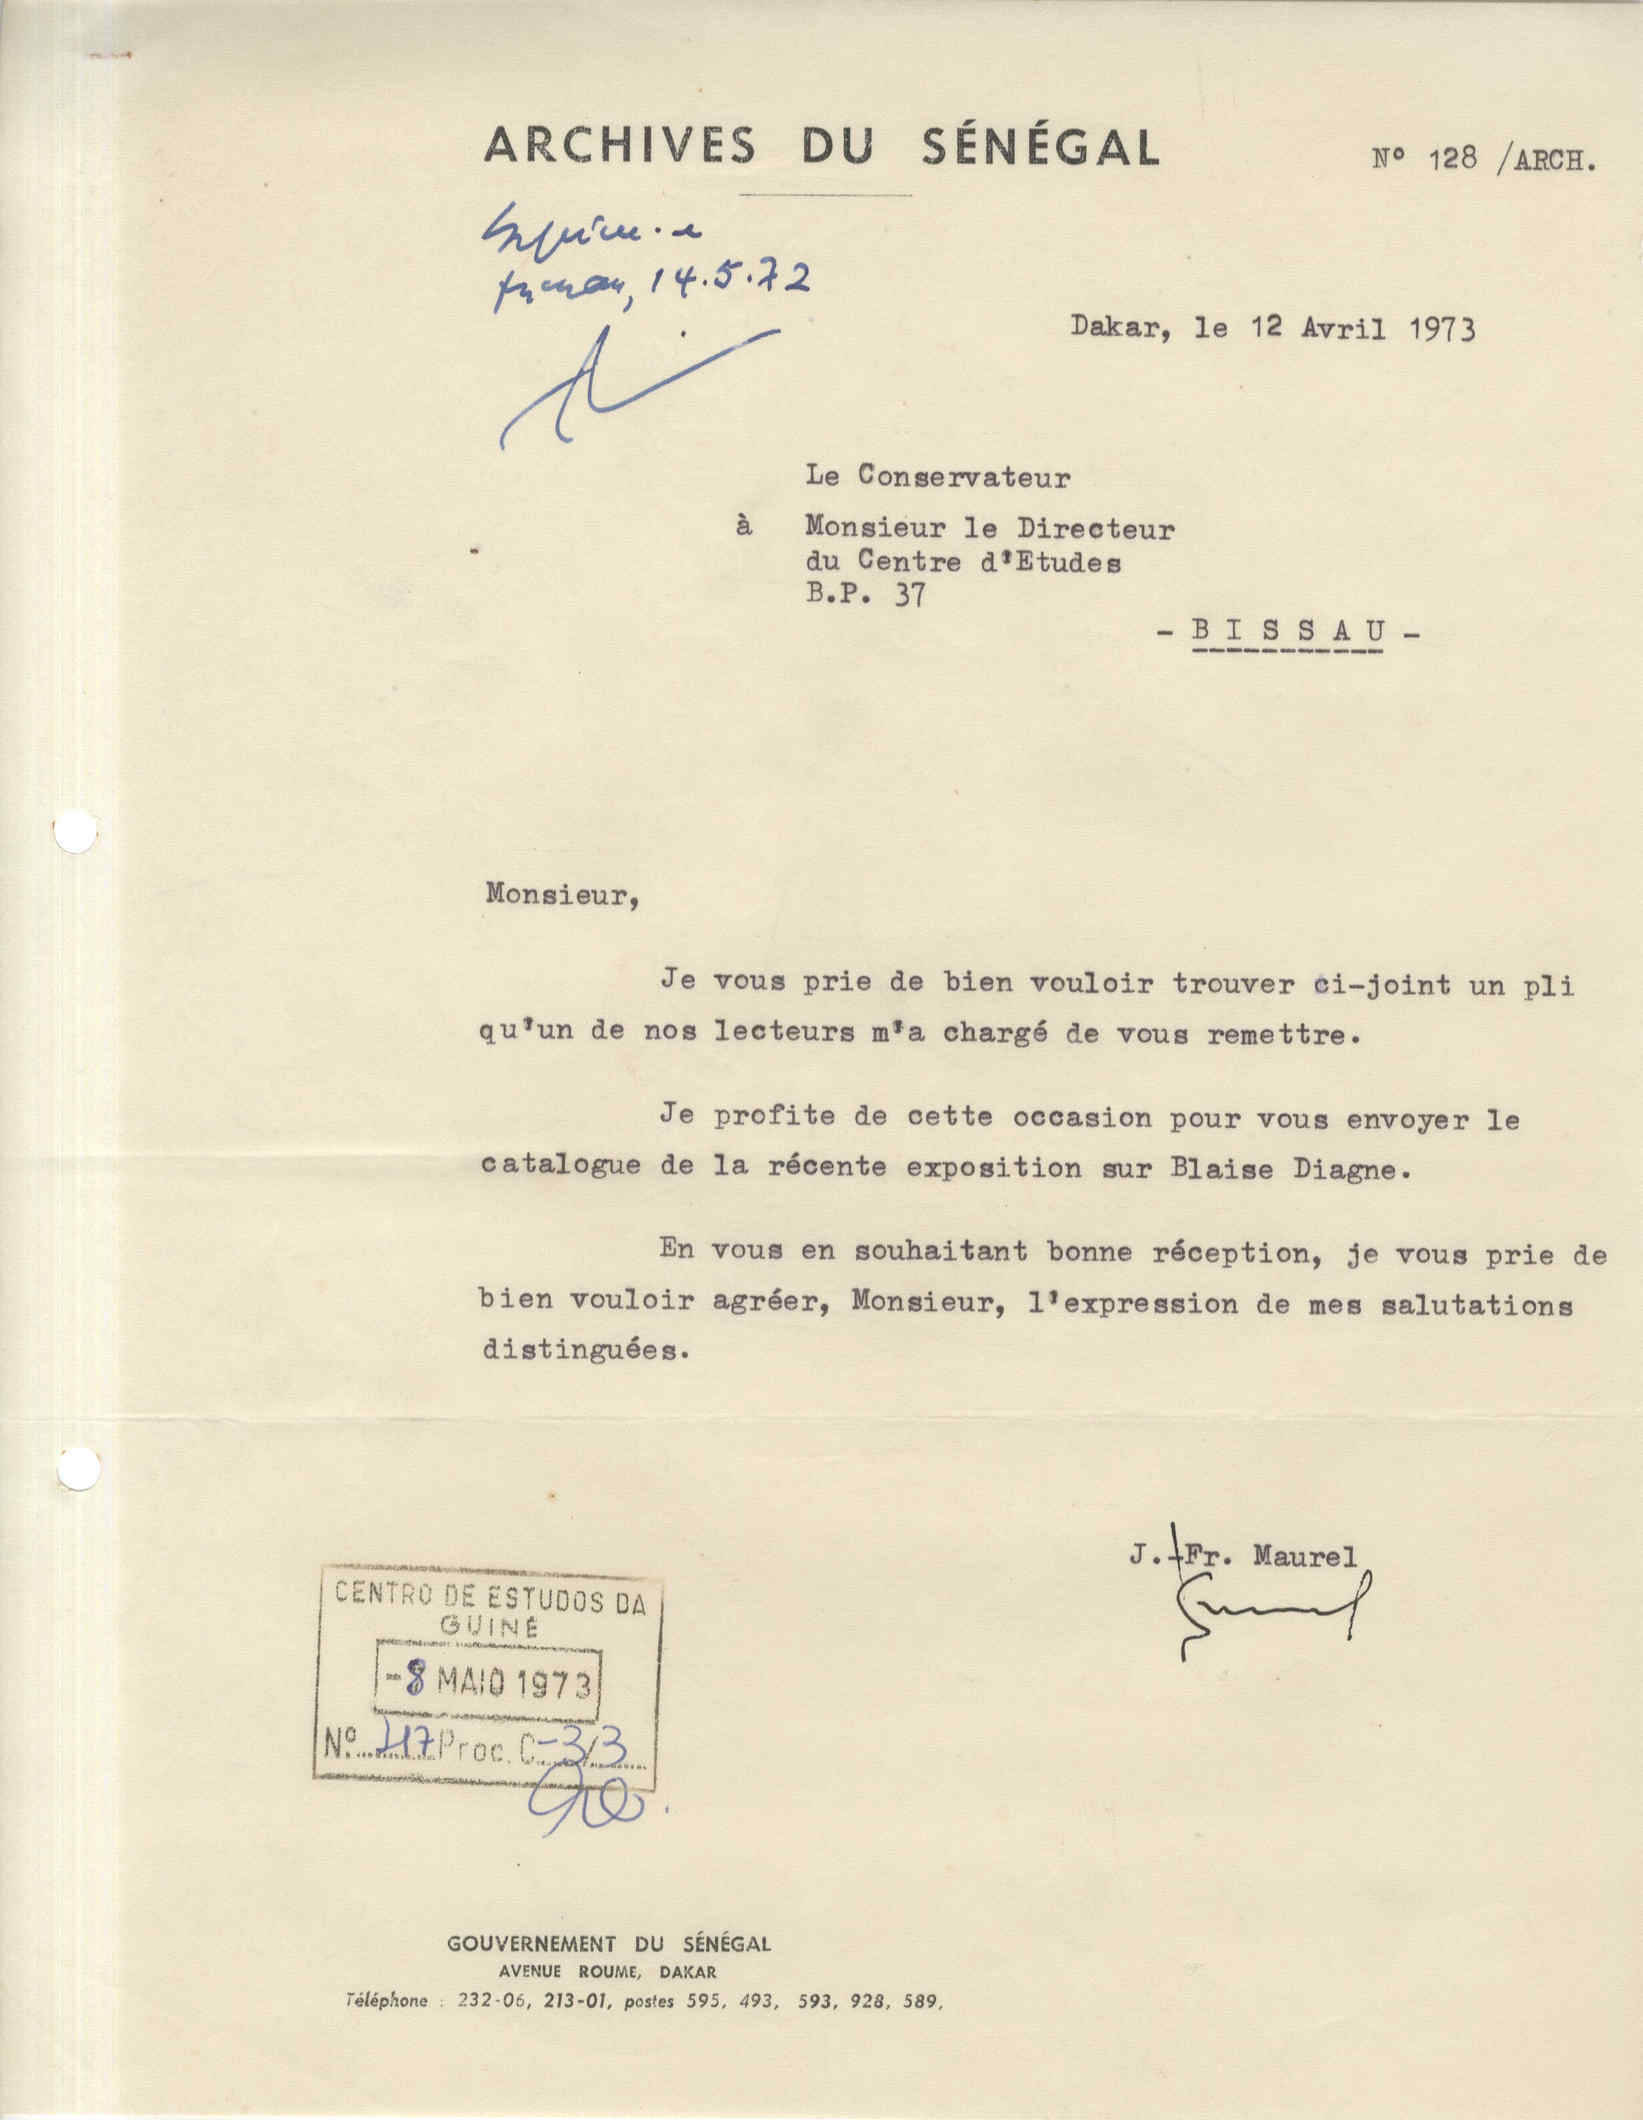 ARCHIVES DU SÉNÉGAL
Nº 128 /ARCH.
14.5.72
Dakar, le 12 Avril 1973
Le Conservateur
à Monsieur le Directeur
du Centre d'Etudes
B.P. 37
- B I S S A U -
Monsieur,
Je vous prie de bien vouloir trouver ci-joint un pli
qu'un de nos lecteurs m'a chargé de vous remettre.
Je profite de cette occasion pour vous envoyer le
catalogue de la récente exposition sur Blaise Diagne.
En vous en souhaitant bonne réception, je vous prie de
bien vouloir agréer, Monsieur, l'expression de mes salutations
distinguées.
J.-Fr. Maurel
CENTRO DE ESTUDOS DA
GUINÉ
-8 MAIO 1973
Nº 417 Proc. C-3/3
GOUVERNEMENT DU SÉNÉGAL
AVENUE ROUME, DAKAR
Téléphone : 232-06, 213-01, postes 595, 493, 593, 928, 589,